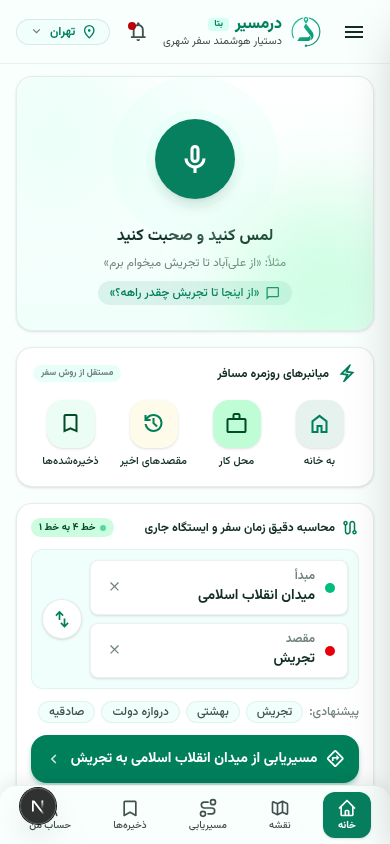 درمسیر بتا
دستیار هوشمند سفر شهری
تهران
لمس کنید و صحبت کنید
مثلاً: «از علی‌آباد تا تجریش میخوام برم»
«از اینجا تا تجریش چقدر راهه؟»
میانبرهای روزمره مسافر
مستقل از روش سفر
به خانه
محل کار
مقصدهای اخیر
ذخیره‌شده‌ها
محاسبه دقیق زمان سفر و ایستگاه جاری
خط ۴ به خط ۱
مبدأ
میدان انقلاب اسلامی
مقصد
تجریش
پیشنهادی: تجریش بهشتی دروازه دولت صادقیه
مسیریابی از میدان انقلاب اسلامی به تجریش
خانه
نقشه
مسیریابی
ذخیره‌ها
حساب من
N